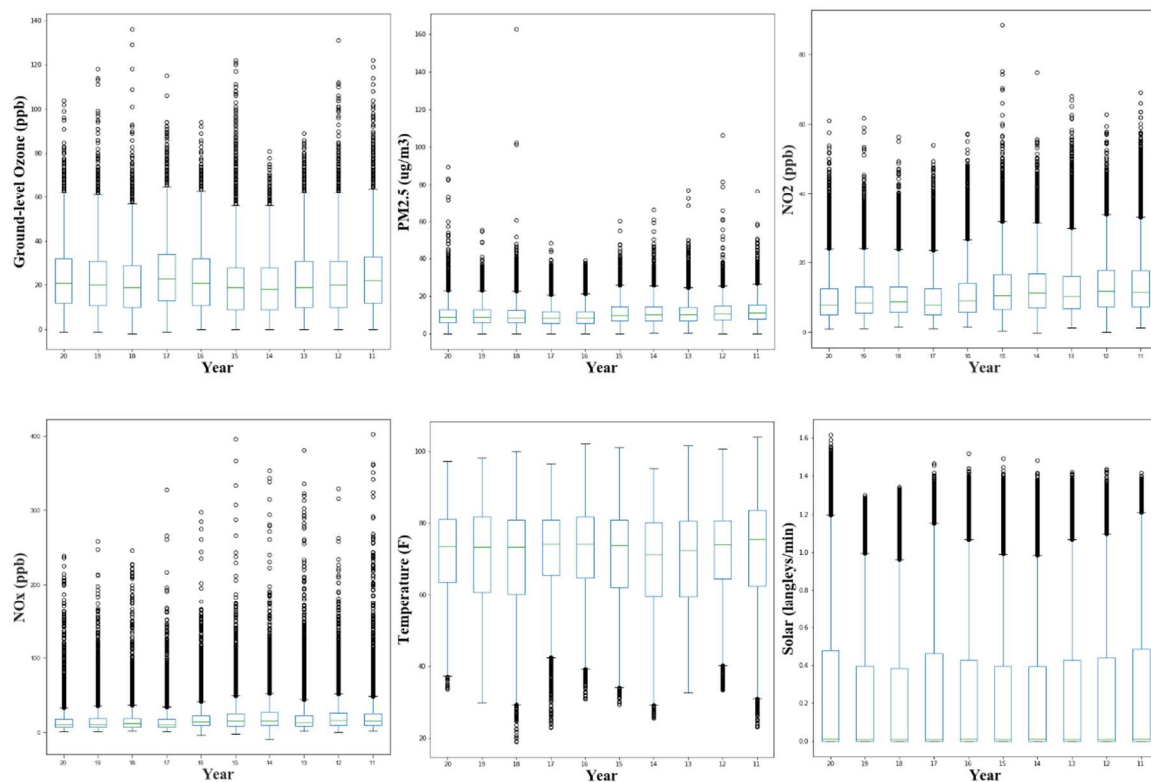 Ground-level Ozone (ppb)
140
120
100
80
60
40
20
0
20 19 18 17 16 15 14 13 12 11
Year
PM2.5 (ug/m3)
160
140
120
100
80
60
40
20
0
20 19 18 17 16 15 14 13 12 11
Year
NO2 (ppb)
80
60
40
20
0
20 19 18 17 16 15 14 13 12 11
Year
NOx (ppb)
400
300
200
100
0
20 19 18 17 16 15 14 13 12 11
Year
Temperature (F)
100
80
60
40
20
20 19 18 17 16 15 14 13 12 11
Year
Solar (langleys/min)
1.6
1.4
1.2
1.0
0.8
0.6
0.4
0.2
0.0
20 19 18 17 16 15 14 13 12 11
Year